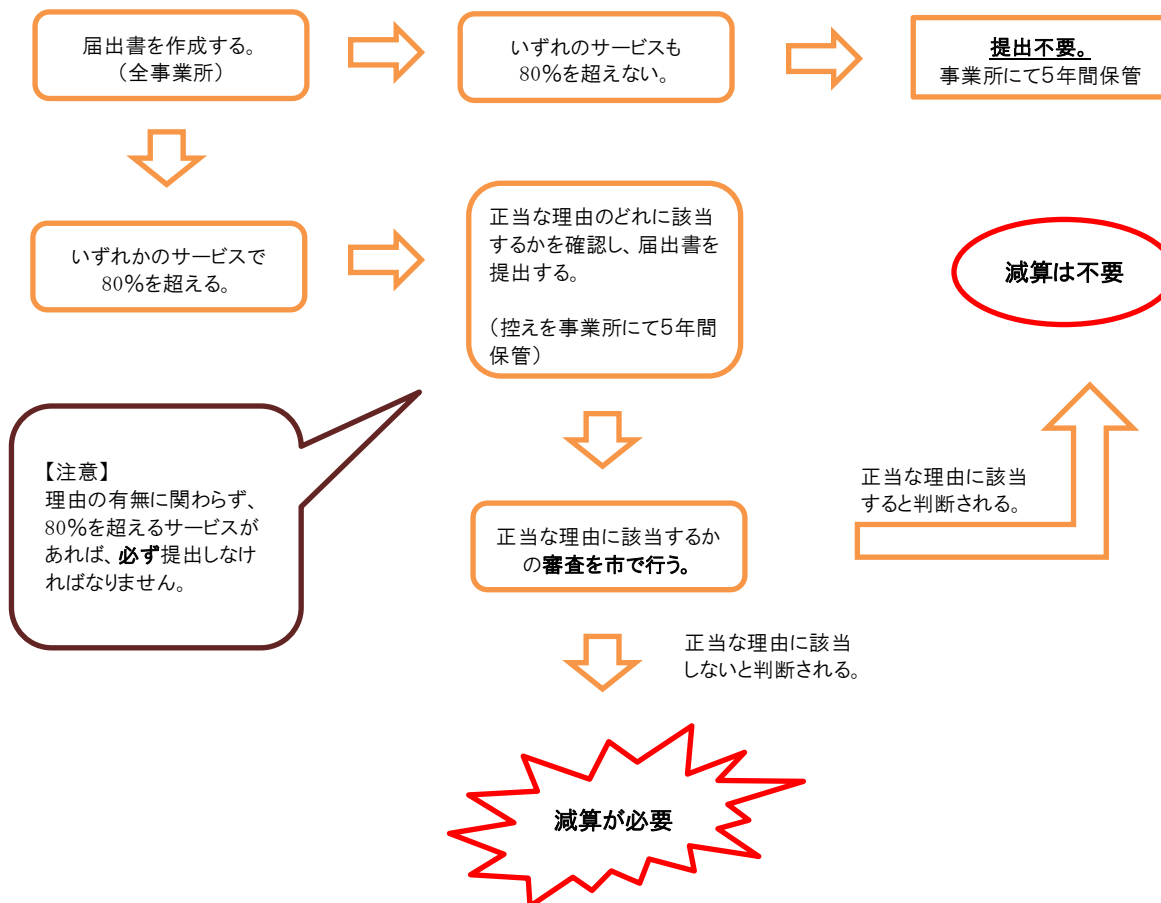 届出書を作成する。
(全事業所)
いずれのサービスも
80%を超えない。
提出不要。
事業所にて5年間保管
いずれかのサービスで
80%を超える。
正当な理由のどれに該当
するかを確認し、届出書を
提出する。
(控えを事業所にて5年間
保管)
減算は不要
【注意】
理由の有無に関わらず、
80%を超えるサービスが
あれば、必ず提出しなけ
ればなりません。
正当な理由に該当
すると判断される。
正当な理由に該当するか
の審査を市で行う。
正当な理由に該当
しないと判断される。
減算が必要